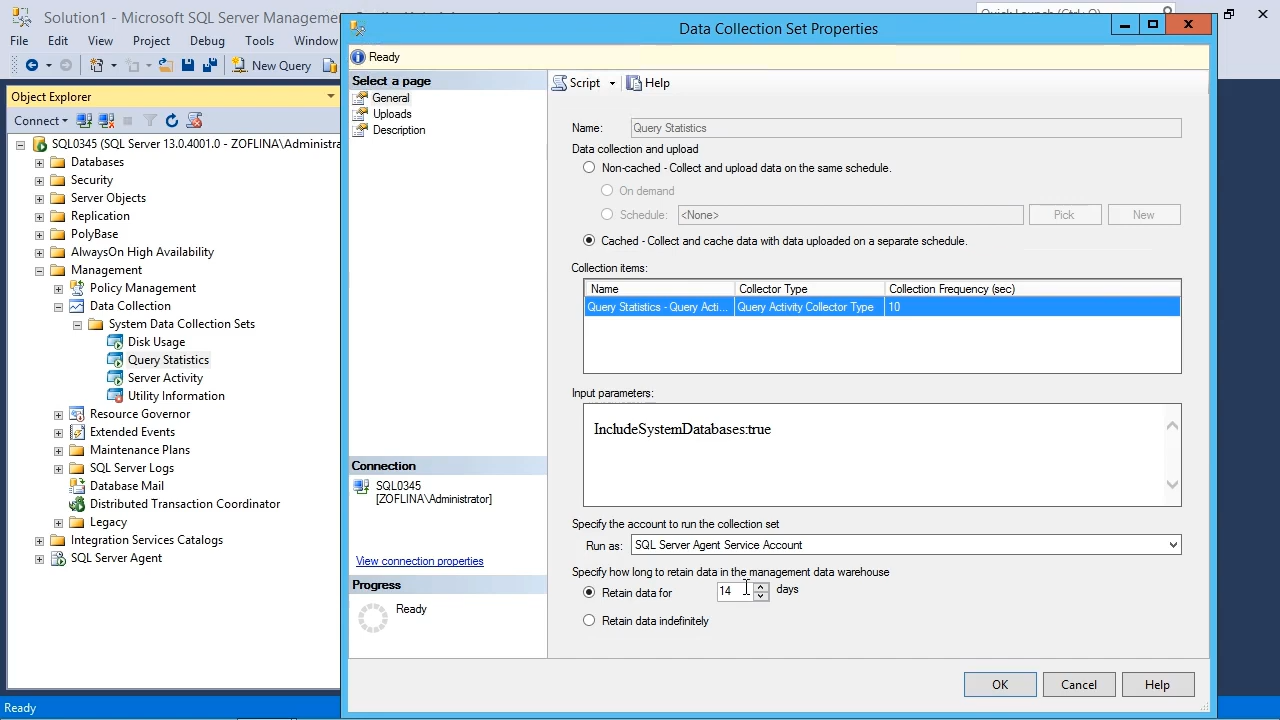 Solution1 - Microsoft SQL Server Manageme
File Edit View Project Debug Tools Window
New Query
Object Explorer
Connect
SQL0345 (SQL Server 13.0.4001.0 - ZOFLINA\Administra
Databases
Security
Server Objects
Replication
PolyBase
AlwaysOn High Availability
Management
Policy Management
Data Collection
System Data Collection Sets
Disk Usage
Query Statistics
Server Activity
Utility Information
Resource Governor
Extended Events
Maintenance Plans
SQL Server Logs
Database Mail
Distributed Transaction Coordinator
Legacy
Integration Services Catalogs
SQL Server Agent
Ready
Data Collection Set Properties
Ready
Select a page
General
Uploads
Description
Connection
SQL0345
[ZOFLINA\Administrator]
View connection properties
Progress
Ready
Script Help
Name: Query Statistics
Data collection and upload
Non-cached - Collect and upload data on the same schedule.
On demand
Schedule: <None> Pick New
Cached - Collect and cache data with data uploaded on a separate schedule.
Collection items:
Name Collector Type Collection Frequency (sec)
Query Statistics - Query Acti... Query Activity Collector Type 10
Input parameters:
IncludeSystemDatabases:true
Specify the account to run the collection set
Run as: SQL Server Agent Service Account
Specify how long to retain data in the management data warehouse
Retain data for 14 days
Retain data indefinitely
OK Cancel Help